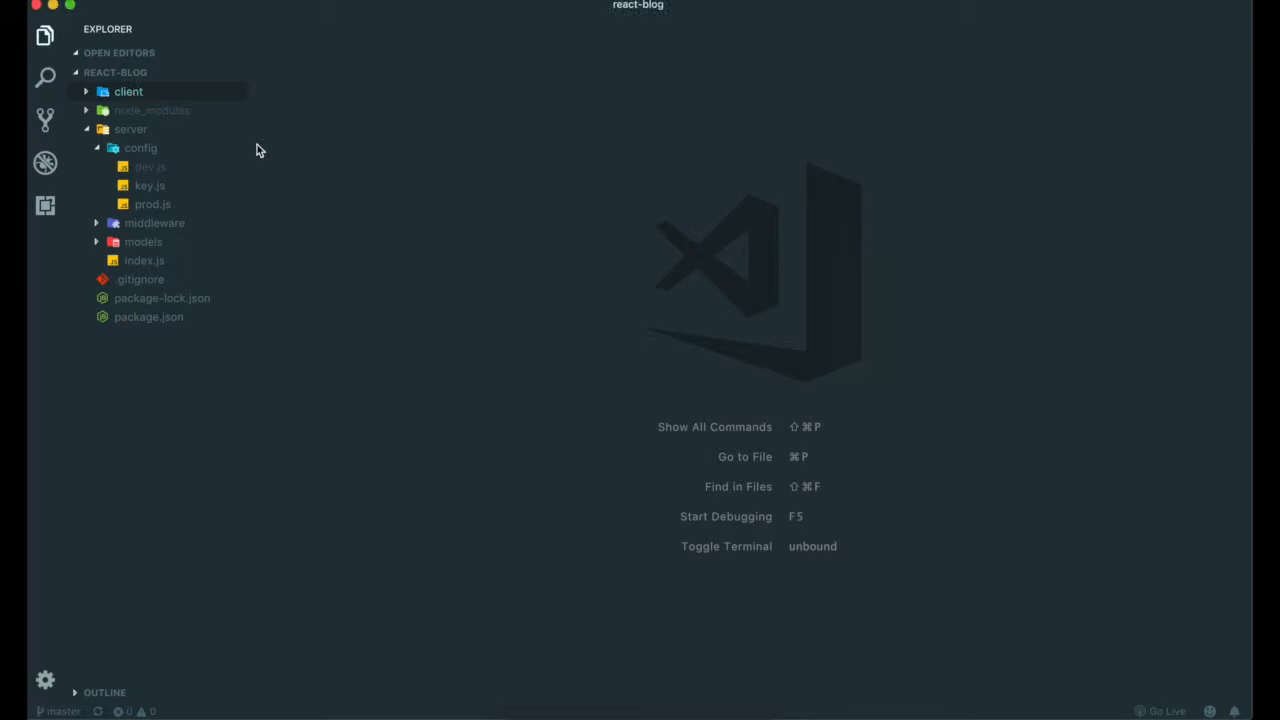 react-blog
EXPLORER
OPEN EDITORS
REACT-BLOG
client
node_modules
server
config
dev.js
key.js
prod.js
middleware
models
index.js
.gitignore
package-lock.json
package.json
Show All Commands ⇧⌘P
Go to File ⌘P
Find in Files ⇧⌘F
Start Debugging F5
Toggle Terminal unbound
OUTLINE
master 0 0 Go Live